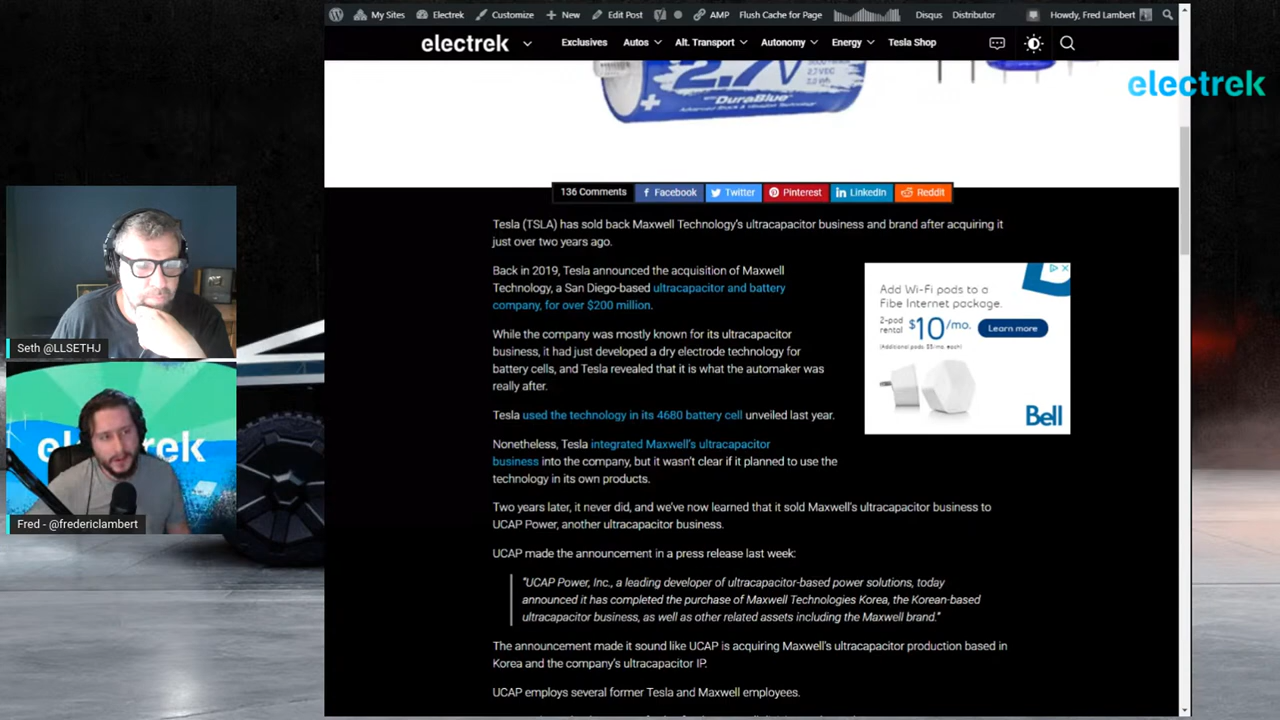 My Sites Electrek Customize New Edit Post AMP Flush Cache for Page Disqus Distributor Howdy, Fred Lambert
electrek Exclusives Autos Alt. Transport Autonomy Energy Tesla Shop
electrek
2.7V
DuraBlue
136 Comments Facebook Twitter Pinterest LinkedIn Reddit
Tesla (TSLA) has sold back Maxwell Technology's ultracapacitor business and brand after acquiring it
just over two years ago.
Back in 2019, Tesla announced the acquisition of Maxwell
Technology, a San Diego-based ultracapacitor and battery
company, for over $200 million.
While the company was mostly known for its ultracapacitor
business, it had just developed a dry electrode technology for
battery cells, and Tesla revealed that it is what the automaker was
really after.
Tesla used the technology in its 4680 battery cell unveiled last year.
Nonetheless, Tesla integrated Maxwell's ultracapacitor
business into the company, but it wasn't clear if it planned to use the
technology in its own products.
Two years later, it never did, and we've now learned that it sold Maxwell's ultracapacitor business to
UCAP Power, another ultracapacitor business.
UCAP made the announcement in a press release last week:
"UCAP Power, Inc., a leading developer of ultracapacitor-based power solutions, today
announced it has completed the purchase of Maxwell Technologies Korea, the Korean-based
ultracapacitor business, as well as other related assets including the Maxwell brand."
The announcement made it sound like UCAP is acquiring Maxwell's ultracapacitor production based in
Korea and the company's ultracapacitor IP.
UCAP employs several former Tesla and Maxwell employees.
Add Wi-Fi pods to a
Fibe Internet package.
2-pod
rental $10/mo. Learn more
(Additional pods $5/mo. each)
Bell
Seth @LLSETHJ
Fred - @fredericlambert